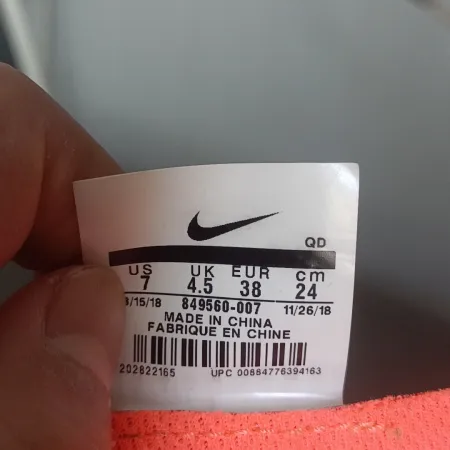 QD
US UK EUR cm
7 4.5 38 24
/15/18 849560-007 11/26/18
MADE IN CHINA
FABRIQUE EN CHINE
202822165 UPC 00884776394163